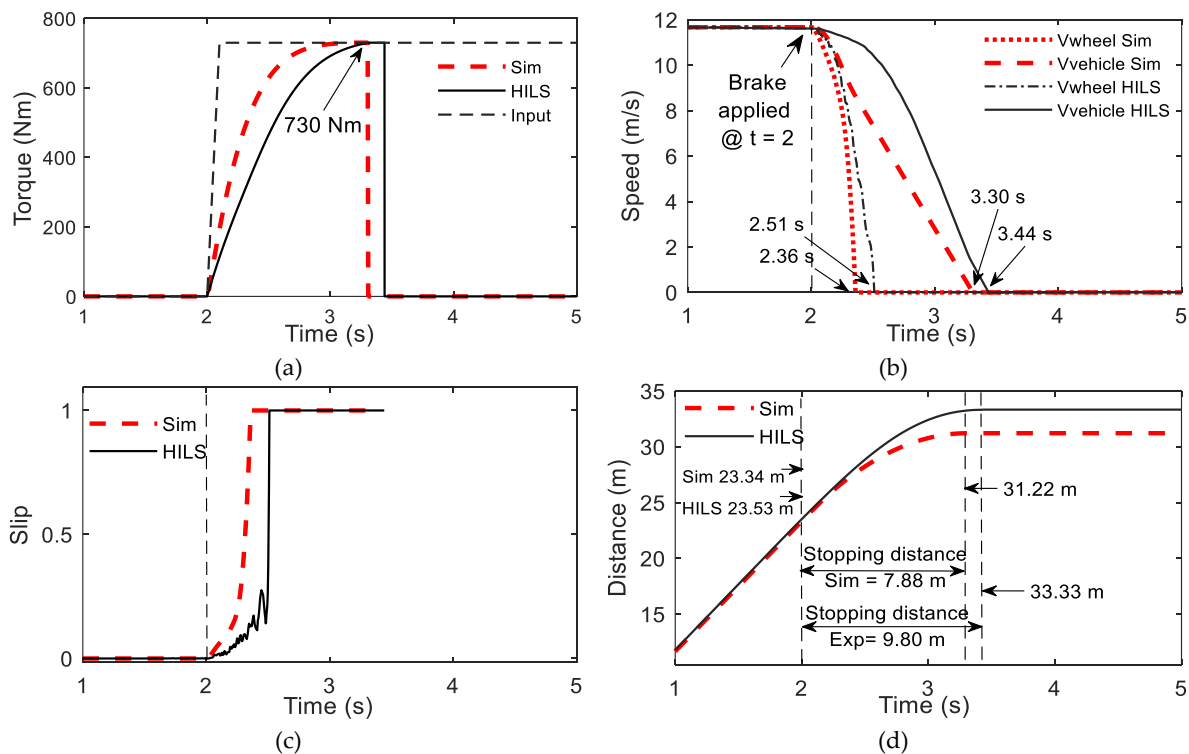 800
600
400
200
0
Torque (Nm)
Sim
HILS
Input
730 Nm
1 2 3 4 5
Time (s)
(a)
12
10
8
6
4
2
0
Speed (m/s)
Vwheel Sim
Vvehicle Sim
Vwheel HILS
Vvehicle HILS
Brake
applied
@ t = 2
3.30 s
2.51 s
3.44 s
2.36 s
1 2 3 4 5
Time (s)
(b)
1
0.5
0
Slip
Sim
HILS
1 2 3 4 5
Time (s)
(c)
35
30
25
20
15
Distance (m)
Sim
HILS
Sim 23.34 m
HILS 23.53 m
31.22 m
Stopping distance
Sim = 7.88 m
33.33 m
Stopping distance
Exp= 9.80 m
1 2 3 4 5
Time (s)
(d)